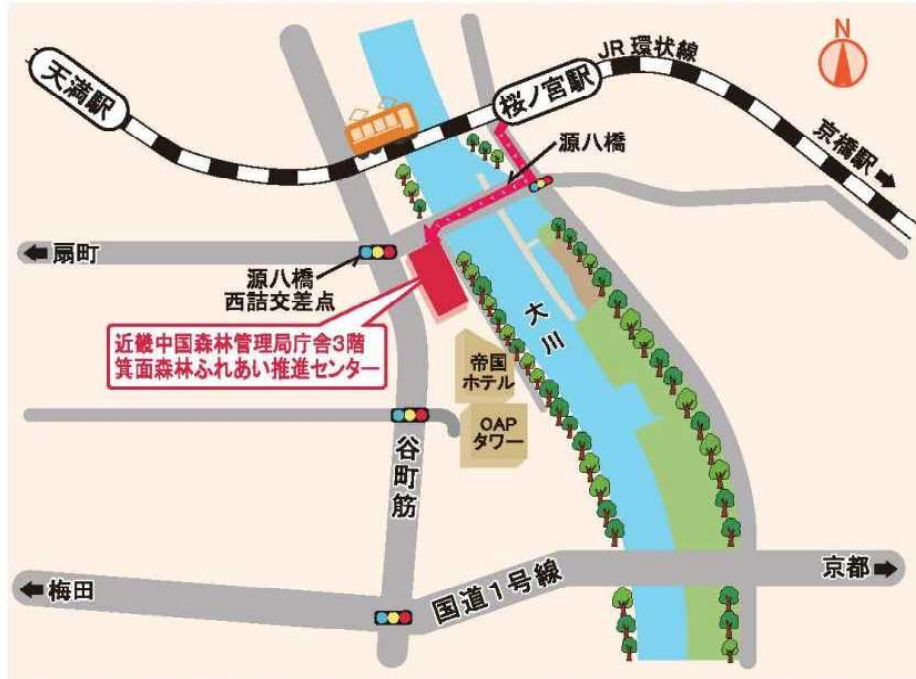 N
JR環状線
天満駅
桜ノ宮駅
京橋駅
源八橋
扇町
源八橋
西詰交差点
近畿中国森林管理局庁舎3階
箕面森林ふれあい推進センター
大川
帝国
ホテル
OAP
タワー
谷町筋
国道1号線
梅田
京都